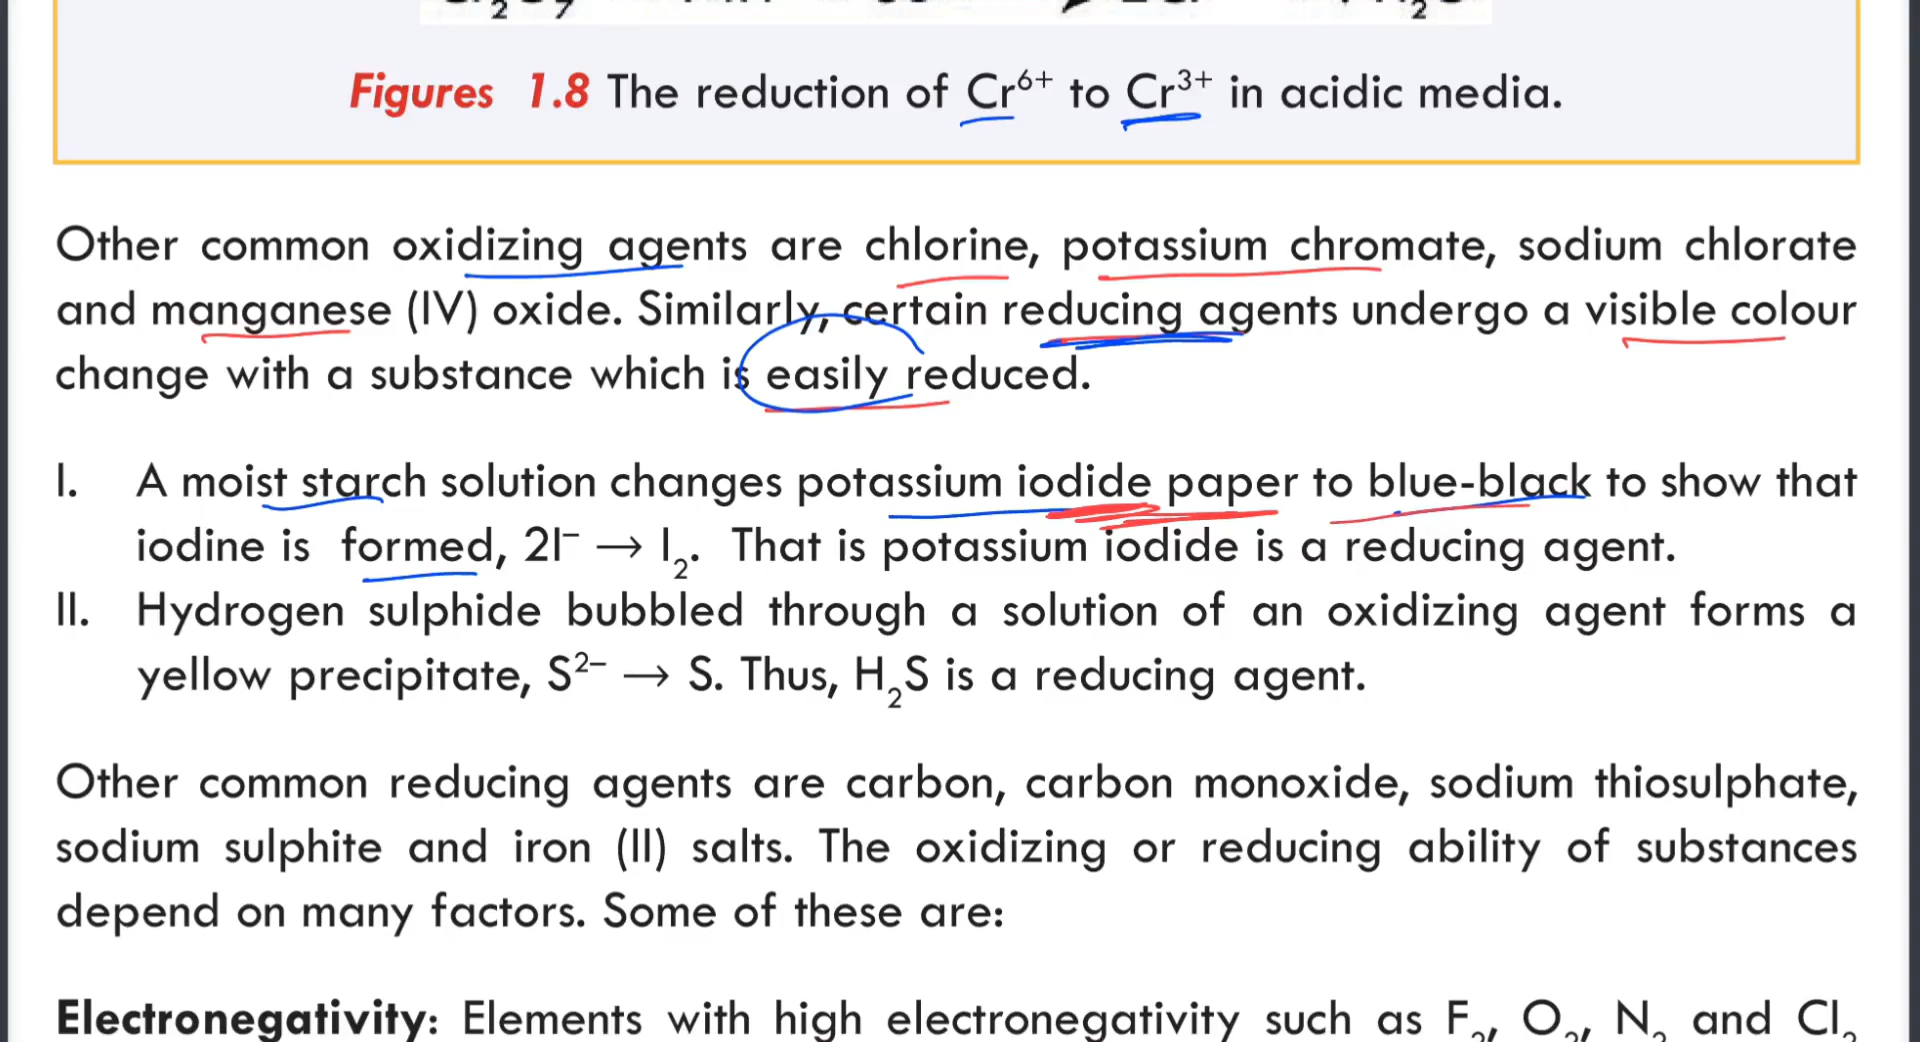 Figures 1.8 The reduction of Cr⁶⁺ to Cr³⁺ in acidic media.
Other common oxidizing agents are chlorine, potassium chromate, sodium chlorate
and manganese (IV) oxide. Similarly, certain reducing agents undergo a visible colour
change with a substance which is easily reduced.
I. A moist starch solution changes potassium iodide paper to blue-black to show that
iodine is formed, 2I⁻ → I₂. That is potassium iodide is a reducing agent.
II. Hydrogen sulphide bubbled through a solution of an oxidizing agent forms a
yellow precipitate, S²⁻ → S. Thus, H₂S is a reducing agent.
Other common reducing agents are carbon, carbon monoxide, sodium thiosulphate,
sodium sulphite and iron (II) salts. The oxidizing or reducing ability of substances
depend on many factors. Some of these are:
Electronegativity: Elements with high electronegativity such as F₂, O₂, N₂ and Cl₂